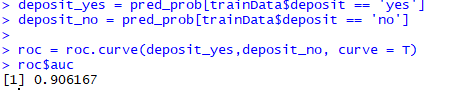 > deposit_yes = pred_prob[trainData$deposit == 'yes']
> deposit_no = pred_prob[trainData$deposit == 'no']
>
> roc = roc.curve(deposit_yes,deposit_no, curve = T)
> roc$auc
[1] 0.906167